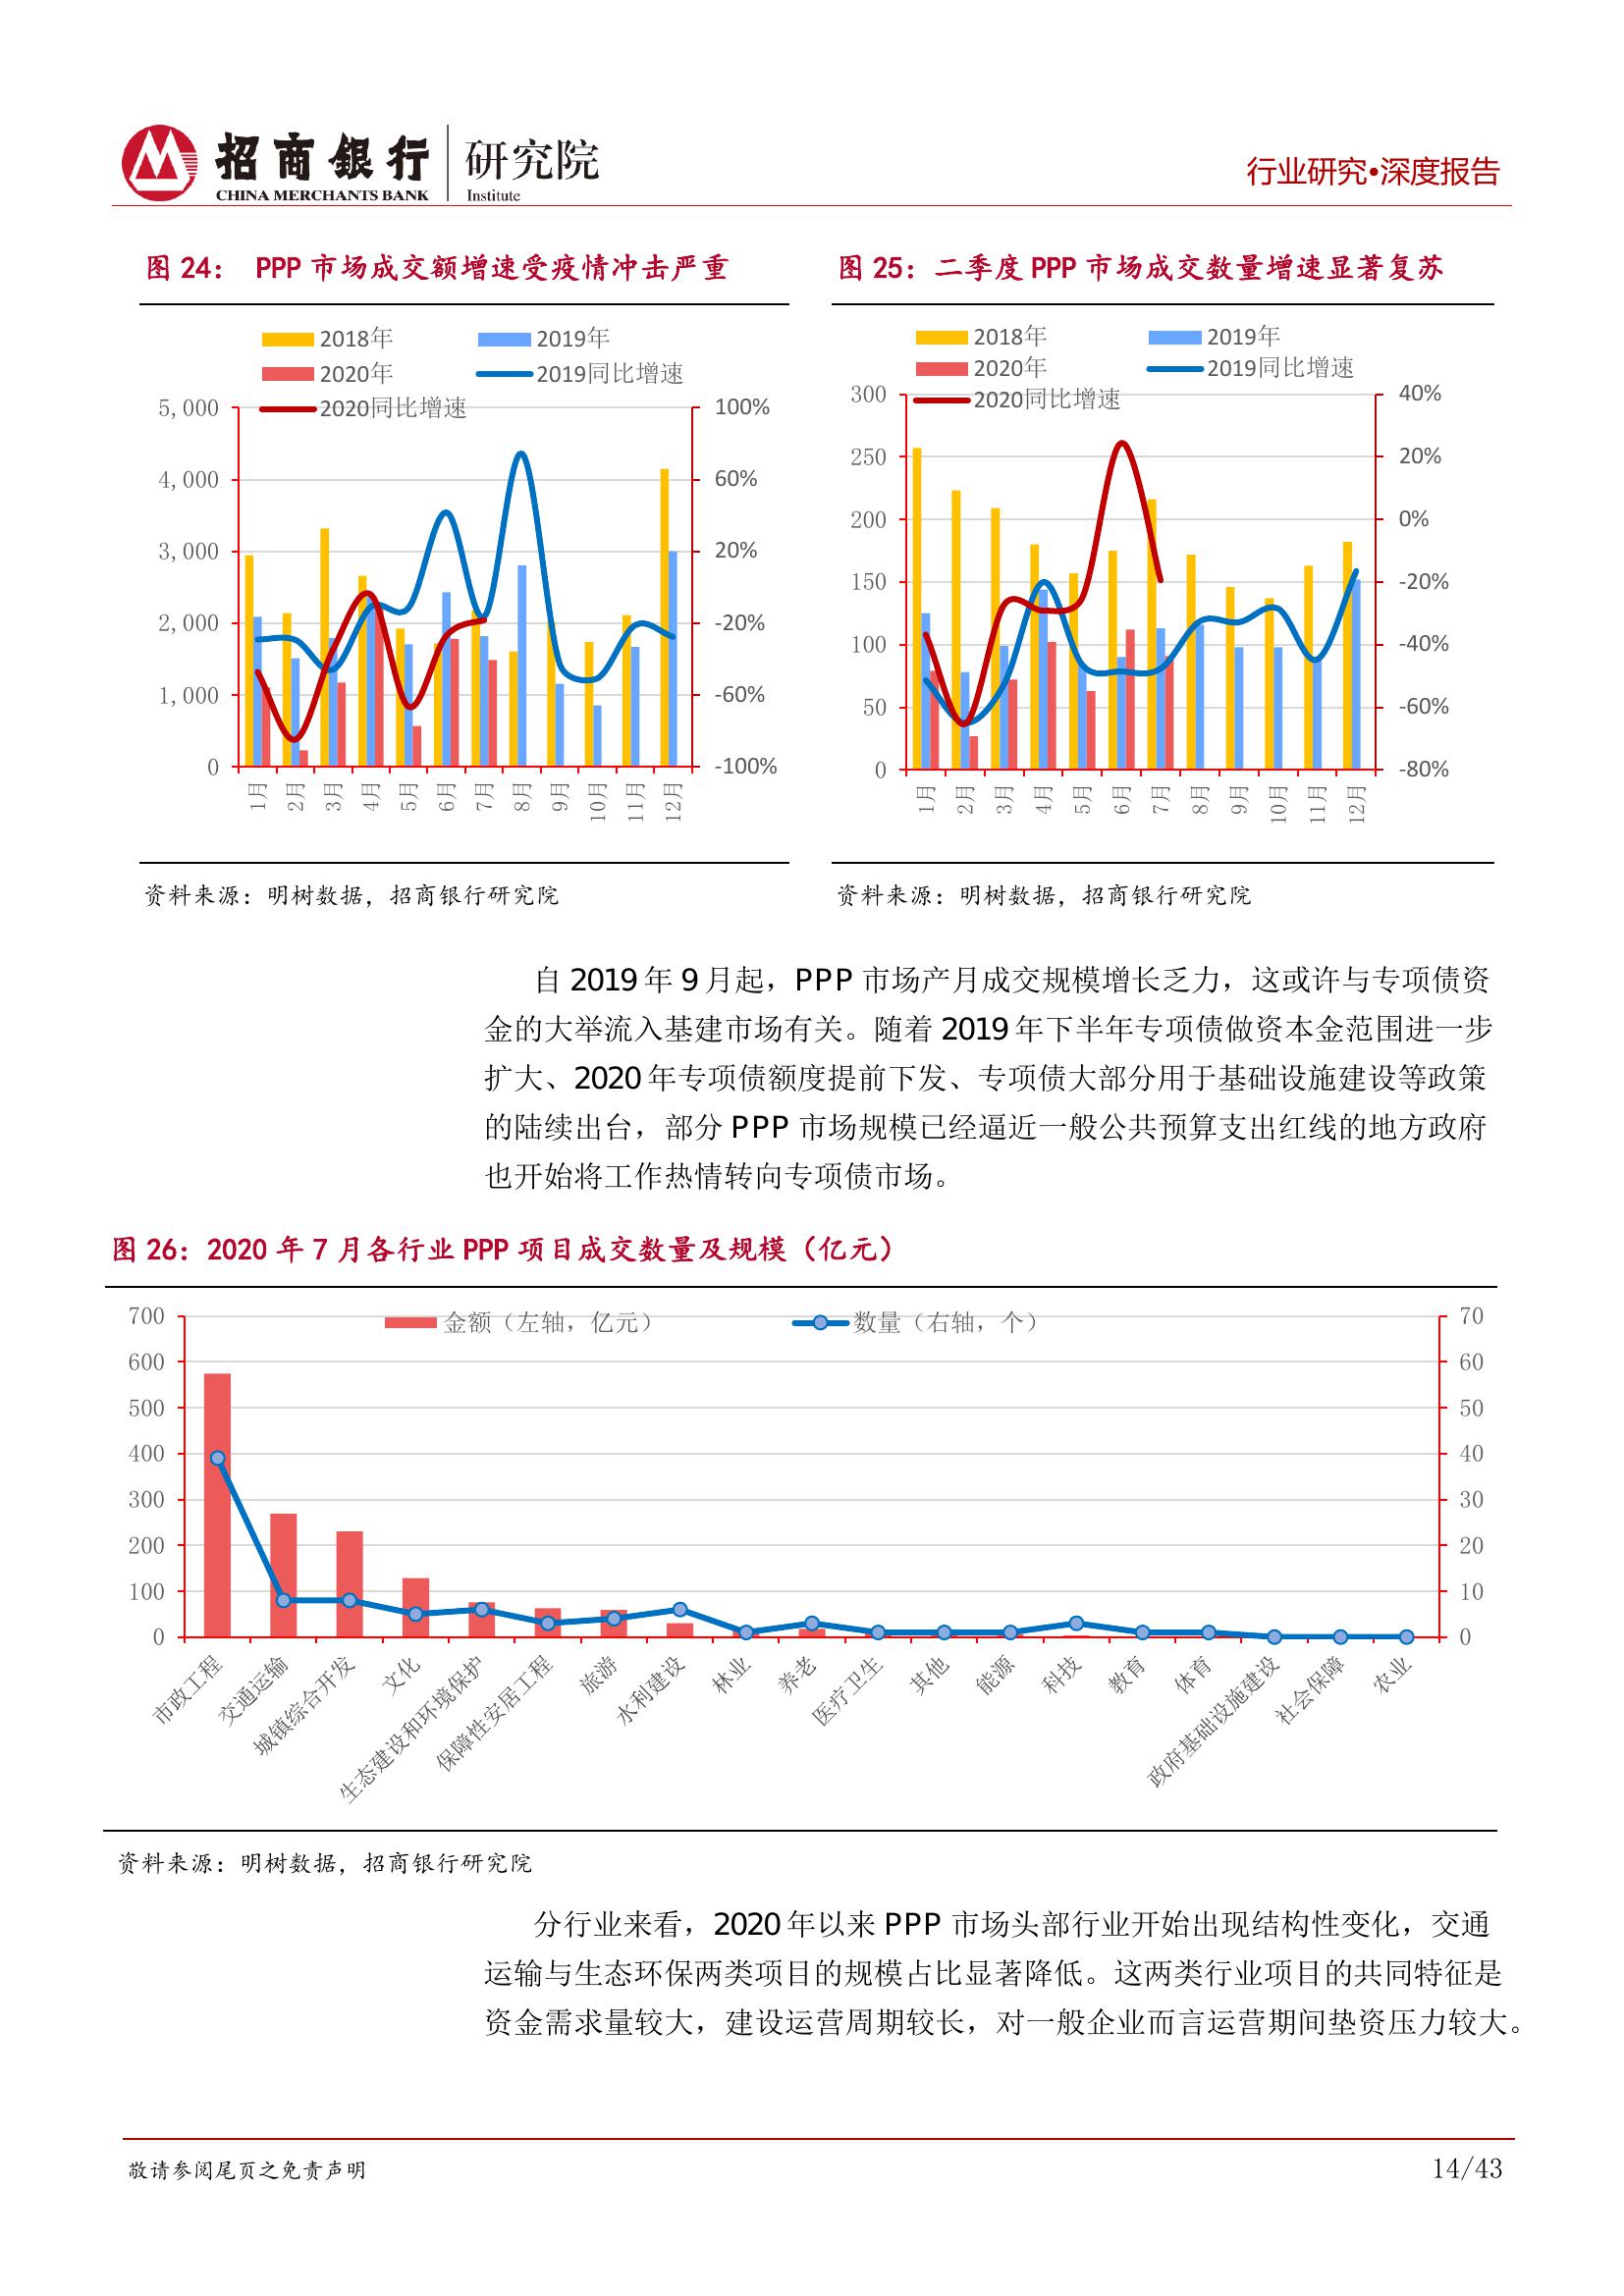 招商银行 研究院
CHINA MERCHANTS BANK Institute
行业研究•深度报告
图 24： PPP 市场成交额增速受疫情冲击严重
2018年 2019年
2020年 2019同比增速
2020同比增速
5,000
4,000
3,000
2,000
1,000
0
100%
60%
20%
-20%
-60%
-100%
1月 2月 3月 4月 5月 6月 7月 8月 9月 10月 11月 12月
资料来源：明树数据，招商银行研究院
图 25：二季度 PPP 市场成交数量增速显著复苏
2018年 2019年
2020年 2019同比增速
2020同比增速
300
250
200
150
100
50
0
40%
20%
0%
-20%
-40%
-60%
-80%
1月 2月 3月 4月 5月 6月 7月 8月 9月 10月 11月 12月
资料来源：明树数据，招商银行研究院
自 2019 年 9 月起，PPP 市场产月成交规模增长乏力，这或许与专项债资
金的大举流入基建市场有关。随着 2019 年下半年专项债做资本金范围进一步
扩大、2020 年专项债额度提前下发、专项债大部分用于基础设施建设等政策
的陆续出台，部分 PPP 市场规模已经逼近一般公共预算支出红线的地方政府
也开始将工作热情转向专项债市场。
图 26：2020 年 7 月各行业 PPP 项目成交数量及规模（亿元）
金额（左轴，亿元） 数量（右轴，个）
700
600
500
400
300
200
100
0
70
60
50
40
30
20
10
0
市政工程 交通运输 城镇综合开发 文化 生态建设和环境保护 保障性安居工程 旅游 水利建设 林业 养老 医疗卫生 其他 能源 科技 教育 体育 政府基础设施建设 社会保障 农业
资料来源：明树数据，招商银行研究院
分行业来看，2020 年以来 PPP 市场头部行业开始出现结构性变化，交通
运输与生态环保两类项目的规模占比显著降低。这两类行业项目的共同特征是
资金需求量较大，建设运营周期较长，对一般企业而言运营期间垫资压力较大。
敬请参阅尾页之免责声明
14/43